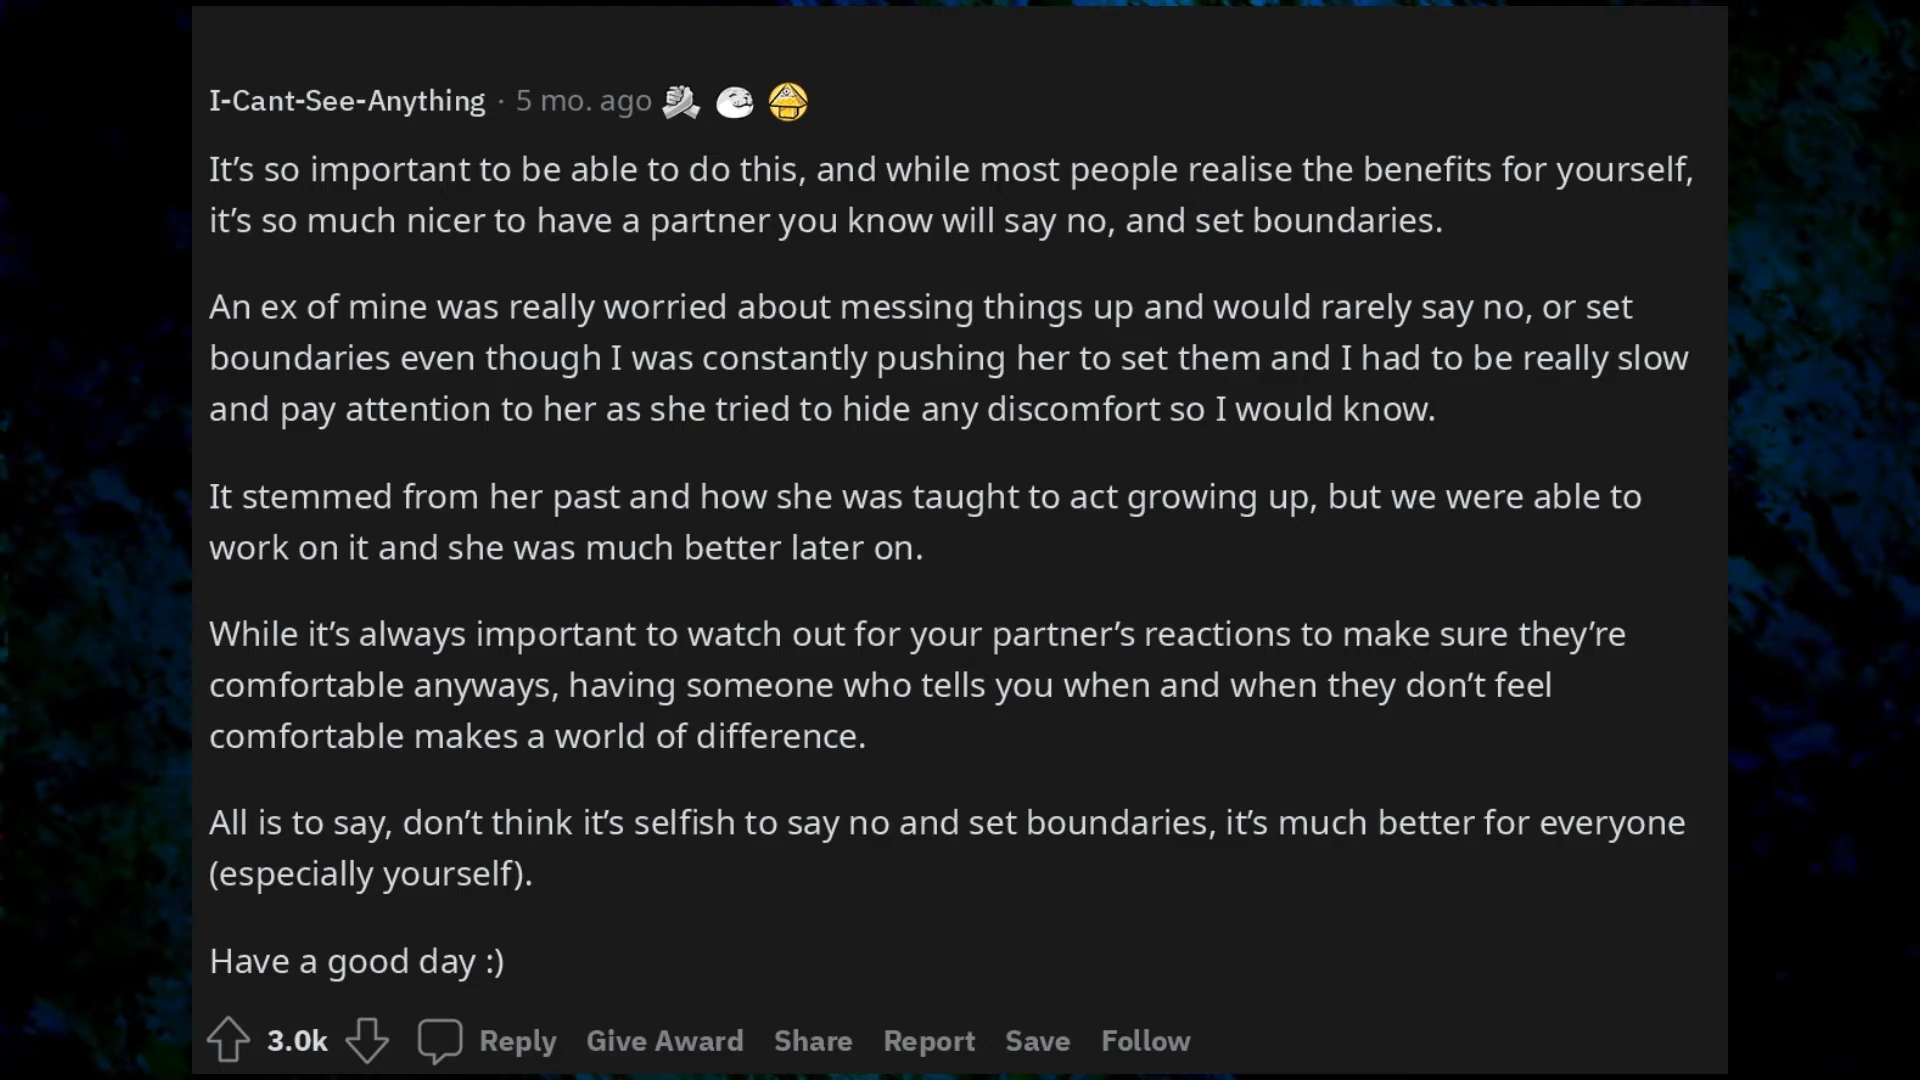 I-Cant-See-Anything · 5 mo. ago
It’s so important to be able to do this, and while most people realise the benefits for yourself,
it’s so much nicer to have a partner you know will say no, and set boundaries.
An ex of mine was really worried about messing things up and would rarely say no, or set
boundaries even though I was constantly pushing her to set them and I had to be really slow
and pay attention to her as she tried to hide any discomfort so I would know.
It stemmed from her past and how she was taught to act growing up, but we were able to
work on it and she was much better later on.
While it’s always important to watch out for your partner’s reactions to make sure they’re
comfortable anyways, having someone who tells you when and when they don’t feel
comfortable makes a world of difference.
All is to say, don’t think it’s selfish to say no and set boundaries, it’s much better for everyone
(especially yourself).
Have a good day :)
3.0k Reply Give Award Share Report Save Follow